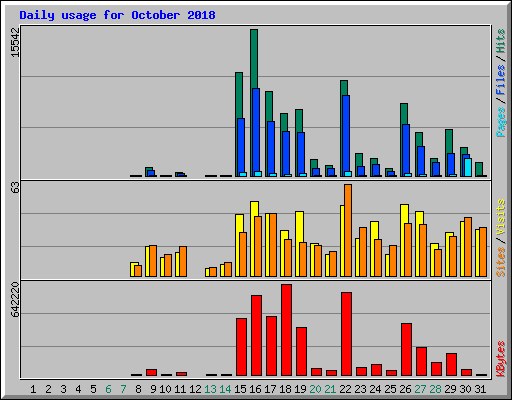 Daily usage for October 2018
15542
63
642220
Pages / Files / Hits
Sites / Visits
KBytes
1 2 3 4 5 6 7 8 9 10 11 12 13 14 15 16 17 18 19 20 21 22 23 24 25 26 27 28 29 30 31